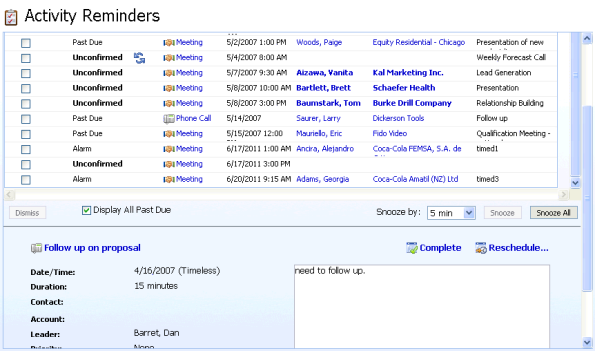 Activity Reminders
Past Due Meeting 5/2/2007 1:00 PM Woods, Paige Equity Residential - Chicago Presentation of new
Unconfirmed Meeting 5/4/2007 8:00 AM Weekly Forecast Call
Unconfirmed Meeting 5/7/2007 9:30 AM Aizawa, Vanita Kal Marketing Inc. Lead Generation
Unconfirmed Meeting 5/8/2007 10:00 AM Bartlett, Brett Schaefer Health Presentation
Unconfirmed Meeting 5/8/2007 3:00 PM Baumstark, Tom Burke Drill Company Relationship Building
Past Due Phone Call 5/14/2007 Saurer, Larry Dickerson Tools Follow up
Past Due Meeting 5/15/2007 12:00 Mauriello, Eric Fido Video Qualification Meeting -
Alarm Meeting 6/17/2011 1:00 AM Ancira, Alejandro Coca-Cola FEMSA, S.A. de timed1
Unconfirmed Meeting 6/17/2011 3:00 PM
Alarm Meeting 6/20/2011 9:15 AM Adams, Georgia Coca-Cola Amatil (NZ) Ltd timed3
Dismiss Display All Past Due Snooze by: 5 min Snooze Snooze All
Follow up on proposal Complete Reschedule...
Date/Time: 4/16/2007 (Timeless) need to follow up.
Duration: 15 minutes
Contact:
Account:
Leader: Barret, Dan
Priority: None